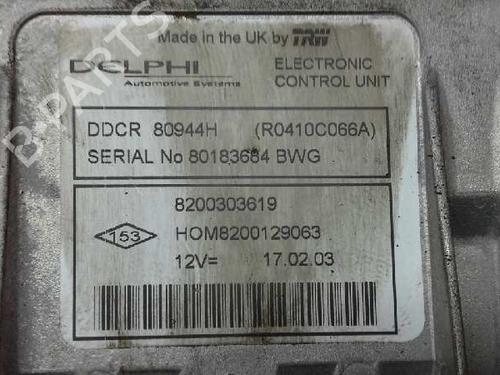 Made in the UK by TRW
DELPHI
Automotive Systems
ELECTRONIC
CONTROL UNIT
DDCR 80944H (R0410C066A)
SERIAL No 80183684 BWG
8200303619
153
HOM8200129063
12V= 17.02.03
B-PARTS